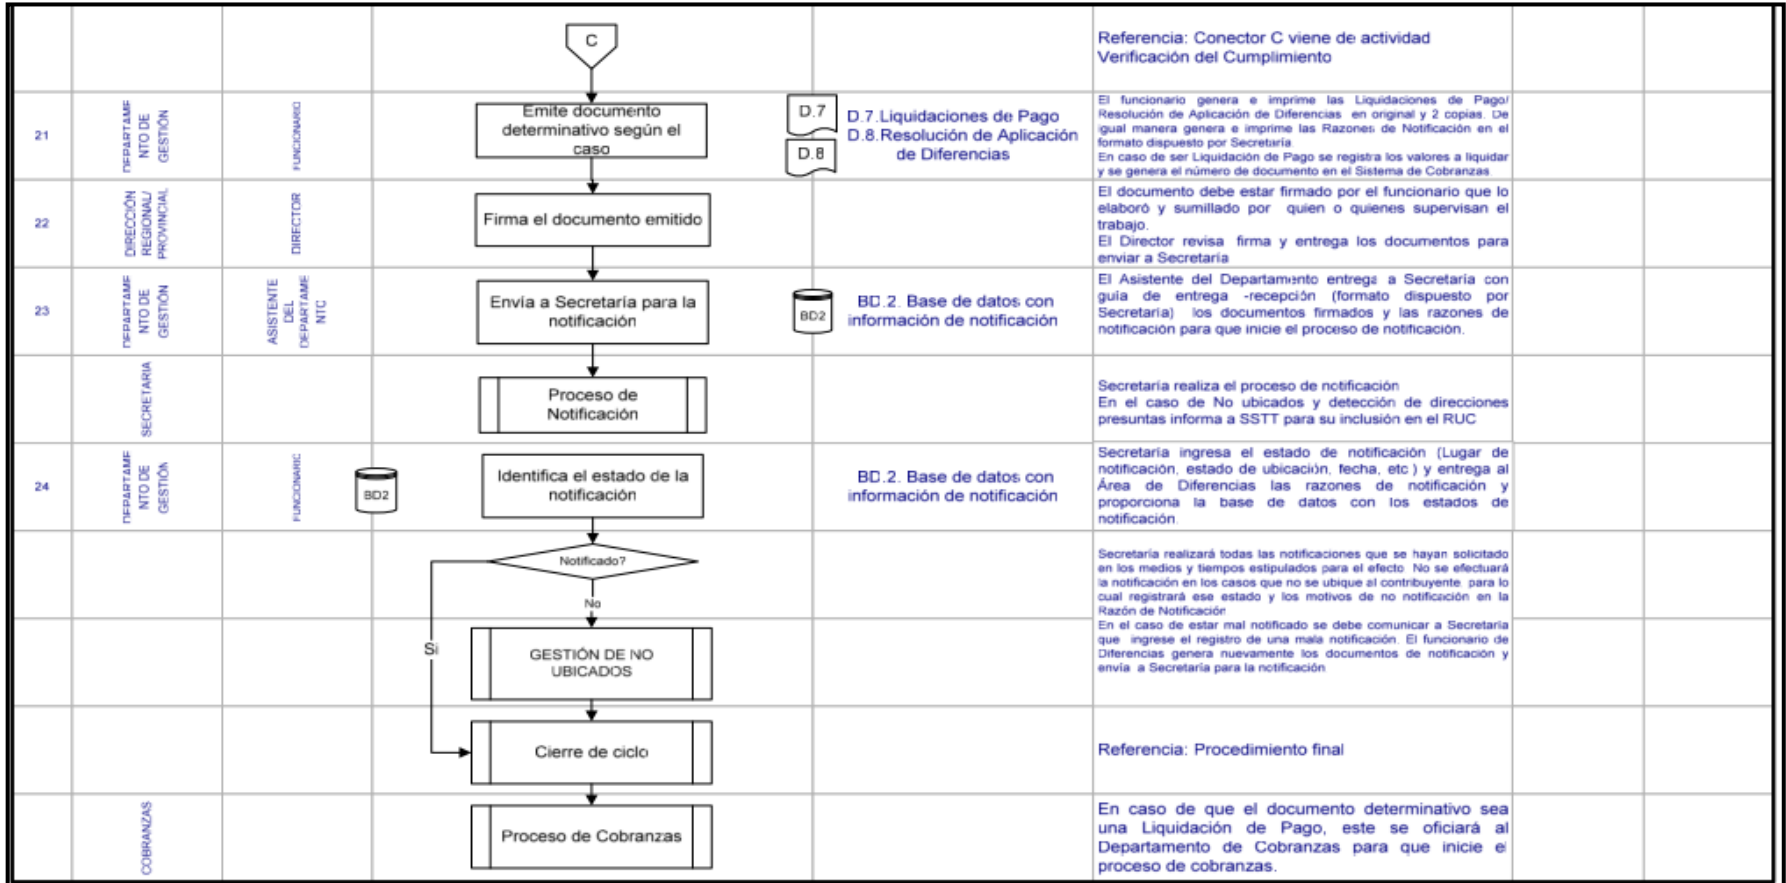 C
Referencia: Conector C viene de actividad
Verificación del Cumplimiento
21
DEPARTAME
NTO DE
GESTIÓN
FUNCIONARIO
Emite documento
determinativo según el
caso
D.7
D.8
D.7.Liquidaciones de Pago
D.8.Resolución de Aplicación
de Diferencias
El funcionario genera e imprime las Liquidaciones de Pago/
Resolución de Aplicación de Diferencias en original y 2 copias. De
igual manera genera e imprime las Razones de Notificación en el
formato dispuesto por Secretaría
En caso de ser Liquidación de Pago se registra los valores a liquidar
y se genera el número de documento en el Sistema de Cobranzas.
22
DIRECCIÓN
REGIONAL/
PROVINCIAL
DIRECTOR
Firma el documento emitido
El documento debe estar firmado por el funcionario que lo
elaboró y sumillado por quien o quienes supervisan el
trabajo.
El Director revisa firma y entrega los documentos para
enviar a Secretaría
23
DEPARTAME
NTO DE
GESTIÓN
ASISTENTE
DEL
DEPARTAME
NTO
Envía a Secretaría para la
notificación
BD2
BD.2. Base de datos con
información de notificación
El Asistente del Departamento entrega a Secretaría con
guía de entrega -recepción (formato dispuesto por
Secretaría) los documentos firmados y las razones de
notificación para que inicie el proceso de notificación.
SECRETARIA
Proceso de
Notificación
Secretaría realiza el proceso de notificación
En el caso de No ubicados y detección de direcciones
presuntas informa a SSTT para su inclusión en el RUC
24
DEPARTAME
NTO DE
GESTIÓN
FUNCIONARIO
BD2
Identifica el estado de la
notificación
BD.2. Base de datos con
información de notificación
Secretaría ingresa el estado de notificación (Lugar de
notificación, estado de ubicación, fecha, etc ) y entrega al
Área de Diferencias las razones de notificación y
proporciona la base de datos con los estados de
notificación.
Notificado?
No
Si
Secretaría realizará todas las notificaciones que se hayan solicitado
en los medios y tiempos estipulados para el efecto. No se efectuará
la notificación en los casos que no se ubique al contribuyente, para lo
cual registrará ese estado y los motivos de no notificación en la
Razón de Notificación
En el caso de estar mal notificado se debe comunicar a Secretaría
que ingrese el registro de una mala notificación. El funcionario de
Diferencias genera nuevamente los documentos de notificación y
envía a Secretaría para la notificación
GESTIÓN DE NO
UBICADOS
Cierre de ciclo
Referencia: Procedimiento final
COBRANZAS
Proceso de Cobranzas
En caso de que el documento determinativo sea
una Liquidación de Pago, este se oficiará al
Departamento de Cobranzas para que inicie el
proceso de cobranzas.